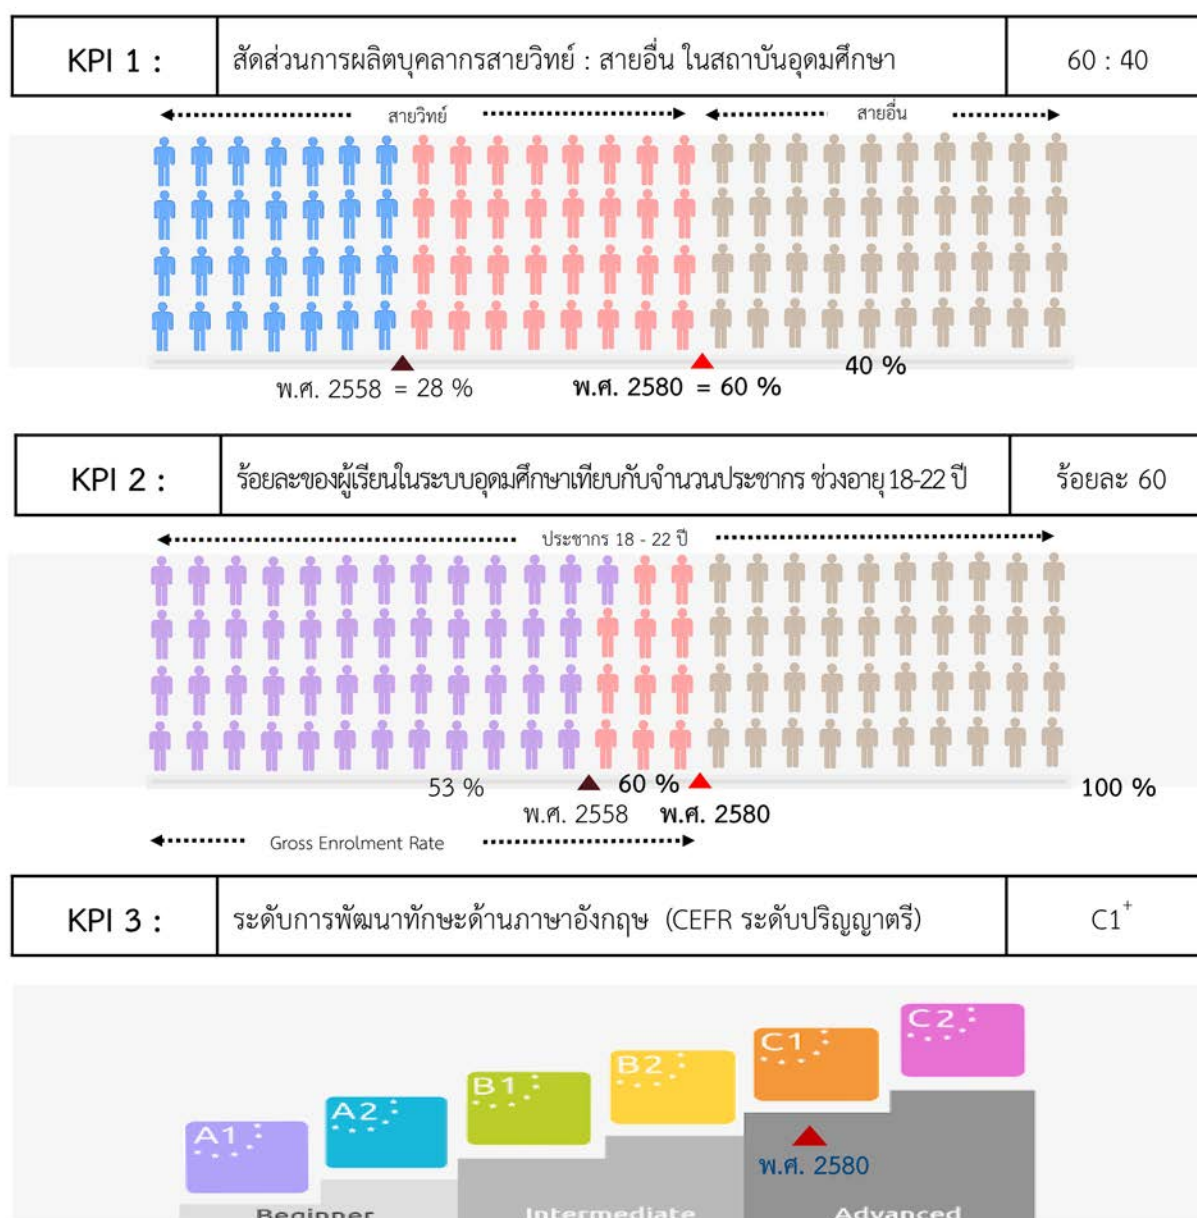 KPI 1 : สัดส่วนการผลิตบุคลากรสายวิทย์ : สายอื่น ในสถาบันอุดมศึกษา 60 : 40
สายวิทย์ สายอื่น
40 %
พ.ศ. 2558 = 28 % พ.ศ. 2580 = 60 %
KPI 2 : ร้อยละของผู้เรียนในระบบอุดมศึกษาเทียบกับจำนวนประชากร ช่วงอายุ 18-22 ปี ร้อยละ 60
ประชากร 18 - 22 ปี
53 % 60 % 100 %
พ.ศ. 2558 พ.ศ. 2580
Gross Enrolment Rate
KPI 3 : ระดับการพัฒนาทักษะด้านภาษาอังกฤษ (CEFR ระดับปริญญาตรี) C1⁺
C2
C1
B2
B1
A2
A1
พ.ศ. 2580
Beginner Intermediate Advanced